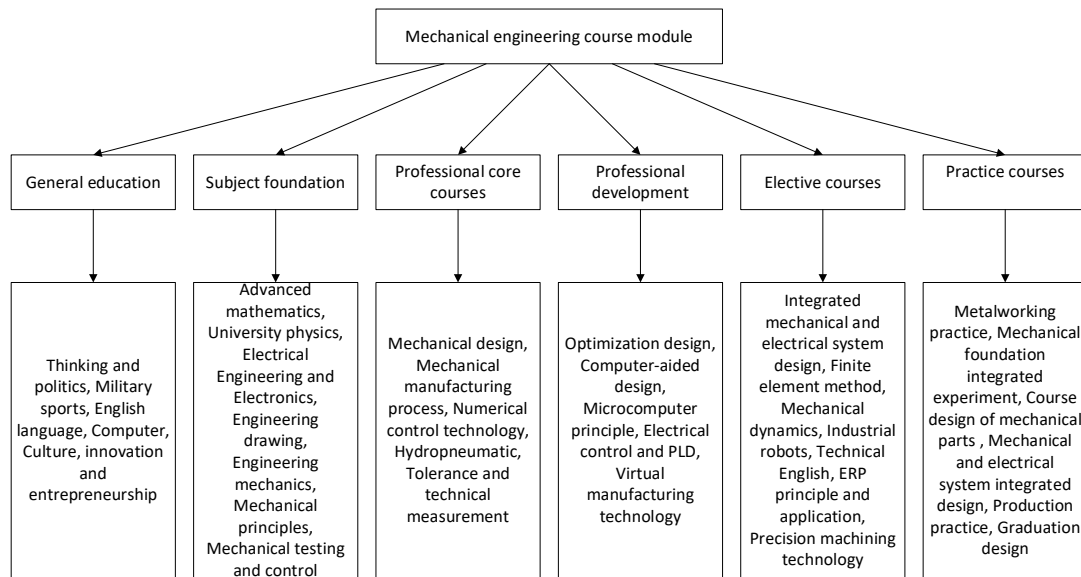 Mechanical engineering course module
General education
Subject foundation
Professional core
courses
Professional
development
Elective courses
Practice courses
Thinking and
politics, Military
sports, English
language, Computer,
Culture, innovation
and
entrepreneurship
Advanced
mathematics,
University physics,
Electrical
Engineering and
Electronics,
Engineering
drawing,
Engineering
mechanics,
Mechanical
principles,
Mechanical testing
and control
Mechanical design,
Mechanical
manufacturing
process, Numerical
control technology,
Hydropneumatic,
Tolerance and
technical
measurement
Optimization design,
Computer-aided
design,
Microcomputer
principle, Electrical
control and PLD,
Virtual
manufacturing
technology
Integrated
mechanical and
electrical system
design, Finite
element method,
Mechanical
dynamics, Industrial
robots, Technical
English, ERP
principle and
application,
Precision machining
technology
Metalworking
practice, Mechanical
foundation
integrated
experiment, Course
design of mechanical
parts , Mechanical
and electrical
system integrated
design, Production
practice, Graduation
design